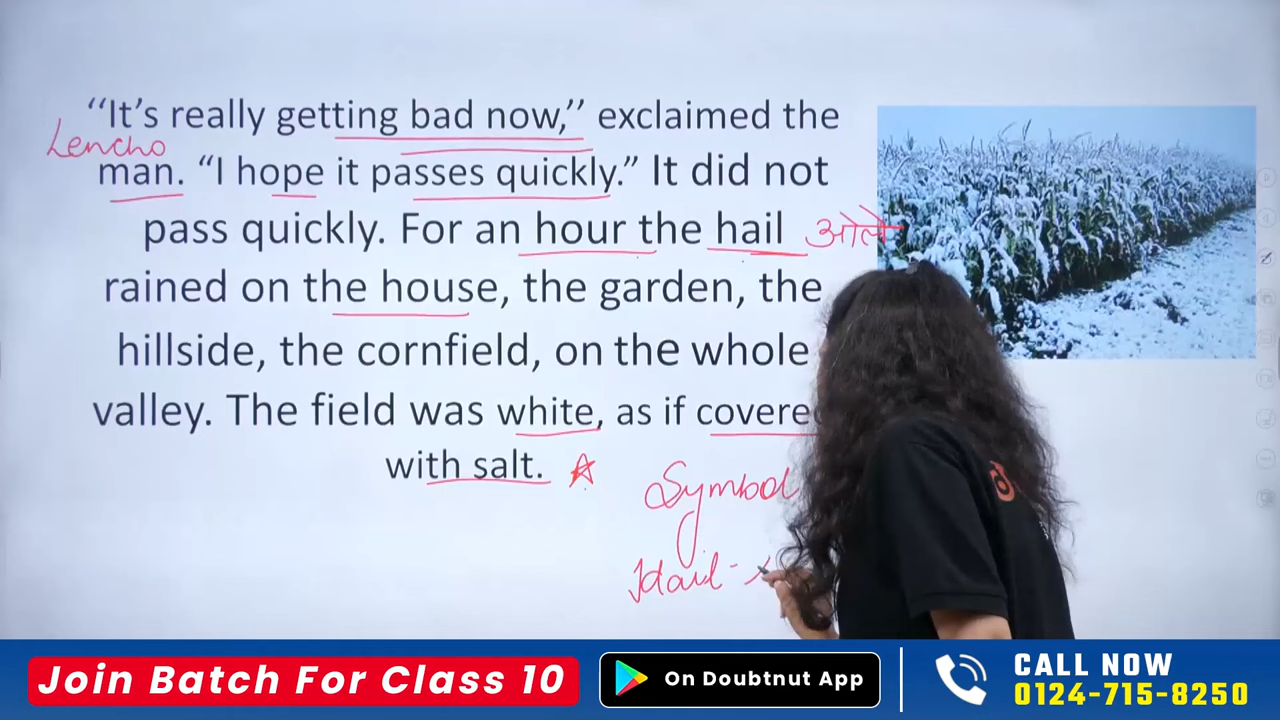 “It’s really getting bad now,” exclaimed the
Lencho
man. “I hope it passes quickly.” It did not
pass quickly. For an hour the hail ओले
rained on the house, the garden, the
hillside, the cornfield, on the whole
valley. The field was white, as if covere
with salt.
Symbol
Hail -
Join Batch For Class 10
On Doubtnut App
CALL NOW
0124-715-8250